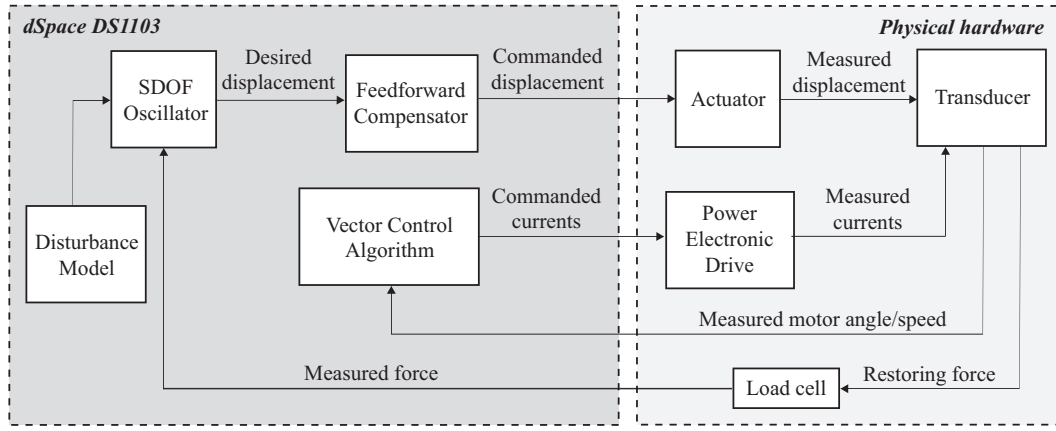 dSpace DS1103
Physical hardware
SDOF
Oscillator
Desired
displacement
Feedforward
Compensator
Commanded
displacement
Actuator
Measured
displacement
Transducer
Disturbance
Model
Vector Control
Algorithm
Commanded
currents
Power
Electronic
Drive
Measured
currents
Measured motor angle/speed
Measured force
Load cell
Restoring force